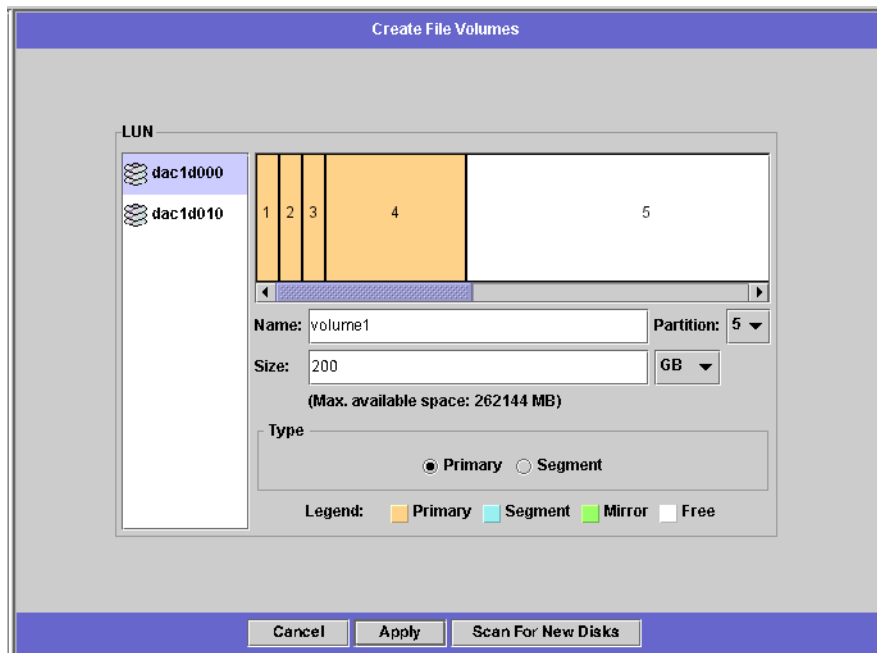 Create File Volumes
LUN
dac1d000
dac1d010
1 2 3 4 5
Name: volume1 Partition: 5
Size: 200 GB
(Max. available space: 262144 MB)
Type
Primary Segment
Legend: Primary Segment Mirror Free
Cancel Apply Scan For New Disks